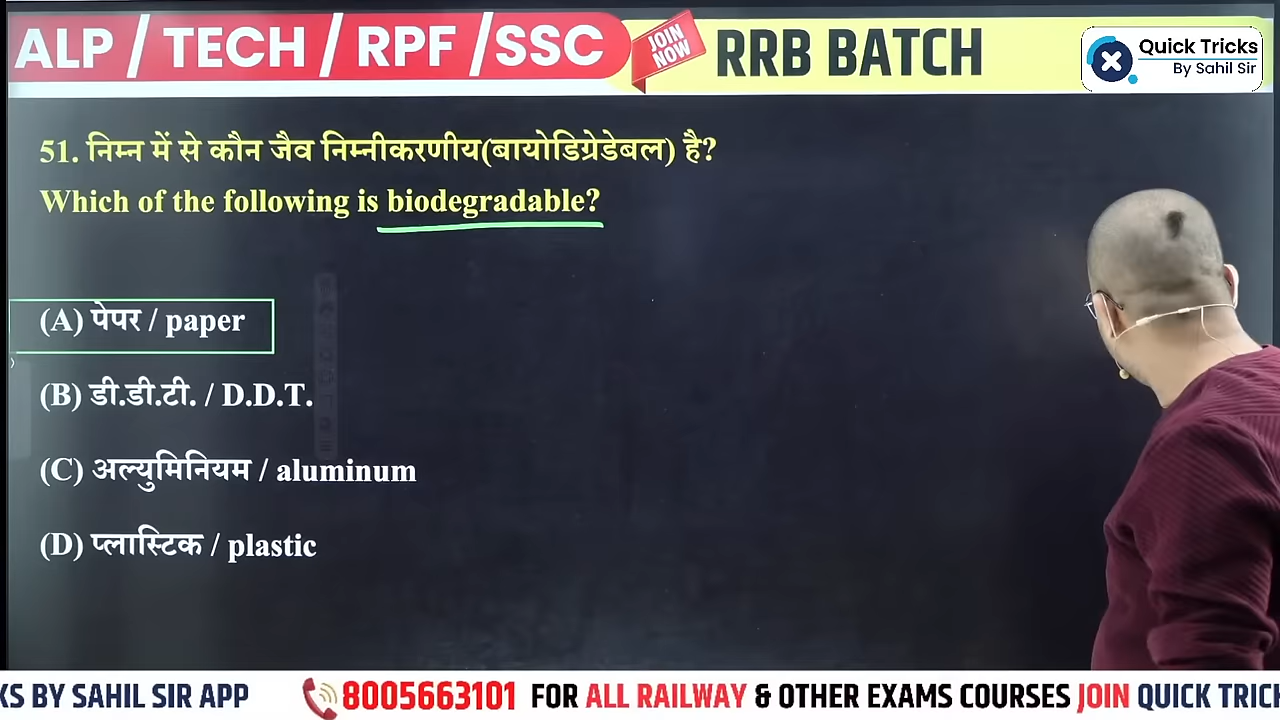 ALP / TECH / RPF / SSC
JOIN NOW
RRB BATCH
Quick Tricks
By Sahil Sir
51. निम्न में से कौन जैव निम्नीकरणीय(बायोडिग्रेडेबल) है?
Which of the following is biodegradable?
(A) पेपर / paper
(B) डी.डी.टी. / D.D.T.
(C) अल्युमिनियम / aluminum
(D) प्लास्टिक / plastic
KS BY SAHIL SIR APP 8005663101 FOR ALL RAILWAY & OTHER EXAMS COURSES JOIN QUICK TRIC